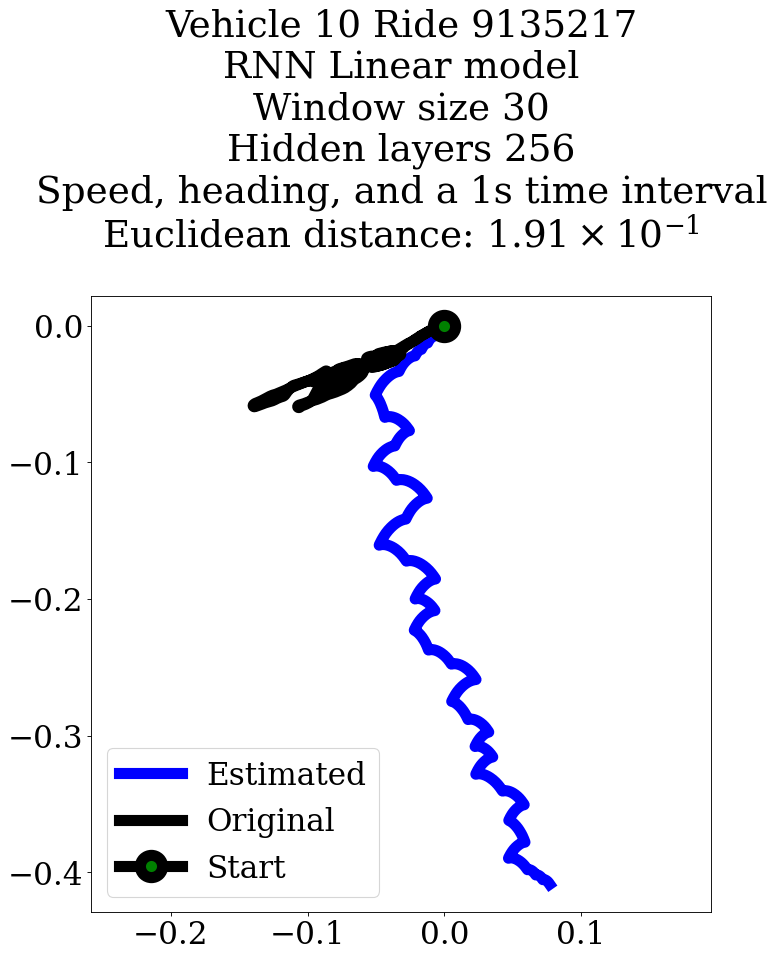 Vehicle 10 Ride 9135217
RNN Linear model
Window size 30
Hidden layers 256
Speed, heading, and a 1s time interval
Euclidean distance: 1.91 × 10⁻¹
0.0
−0.1
−0.2
−0.3
−0.4
Estimated
Original
Start
−0.2 −0.1 0.0 0.1